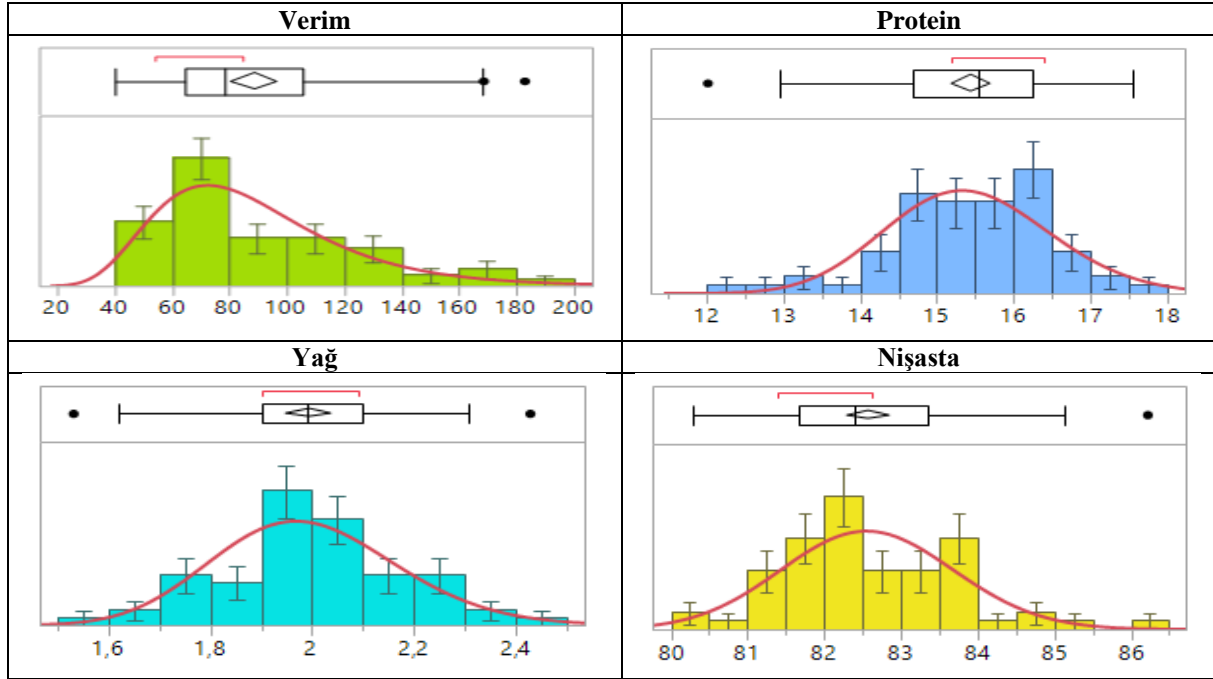 Verim
Protein
20 40 60 80 100 120 140 160 180 200
12 13 14 15 16 17 18
Yağ
Nişasta
1,6 1,8 2 2,2 2,4
80 81 82 83 84 85 86